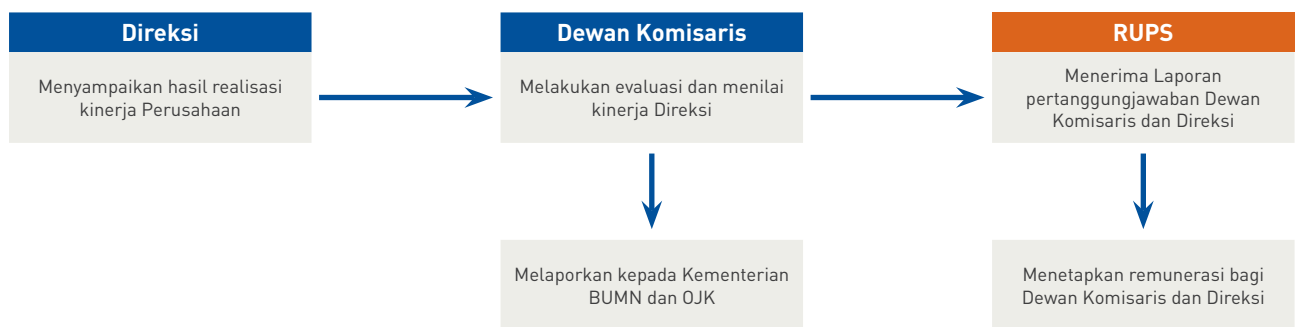 Direksi
Menyampaikan hasil realisasi
kinerja Perusahaan
Dewan Komisaris
Melakukan evaluasi dan menilai
kinerja Direksi
RUPS
Menerima Laporan
pertanggungjawaban Dewan
Komisaris dan Direksi
Melaporkan kepada Kementerian
BUMN dan OJK
Menetapkan remunerasi bagi
Dewan Komisaris dan Direksi